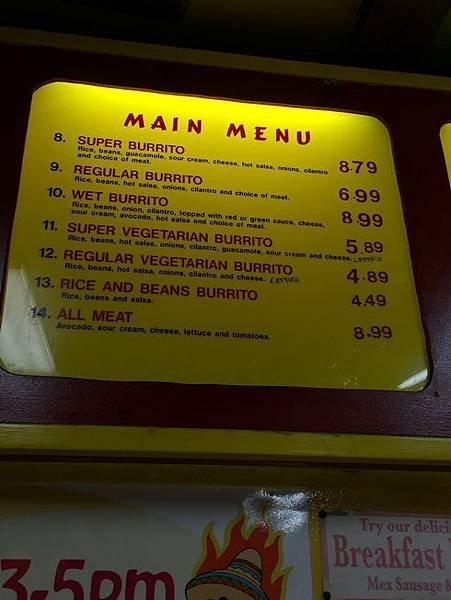 MAIN MENU
8. SUPER BURRITO 8.79
Rice, beans, guacamole, sour cream, cheese, hot salsa, onions, cilantro
and choice of meat.
9. REGULAR BURRITO 6.99
Rice, beans, hot salsa, onions, cilantro and choice of meat.
10. WET BURRITO 8.99
Rice, beans, onion, cilantro, topped with red or green sauce, cheese,
sour cream, avocado, hot salsa and choice of meat.
11. SUPER VEGETARIAN BURRITO 5.89
Rice, beans, hot salsa, onions, cilantro, guacamole, sour cream and cheese. LETTUCE
12. REGULAR VEGETARIAN BURRITO 4.89
Rice, beans, hot salsa, onions, cilantro and cheese. LETTUCE
13. RICE AND BEANS BURRITO 4.49
Rice, beans and salsa.
14. ALL MEAT 8.99
Avocado, sour cream, cheese, lettuce and tomatoes.
3-5pm
Try our delici
Breakfast
Mex Sausage &